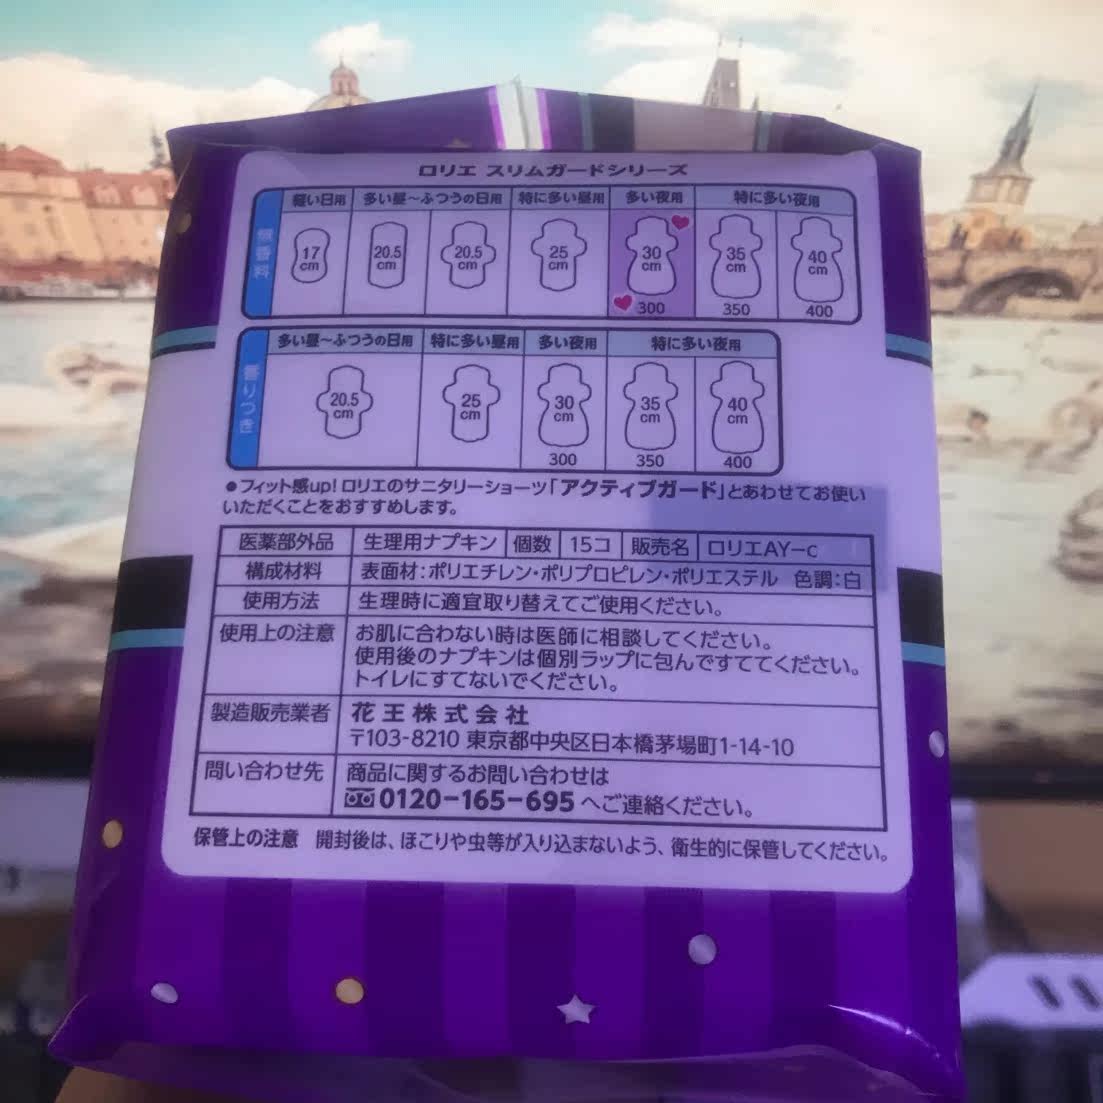 ロリエ スリムガードシリーズ
無香料
軽い日用 多い昼〜ふつうの日用 特に多い昼用 多い夜用 特に多い夜用
17cm 20.5cm 20.5cm 25cm 30cm 35cm 40cm
300 350 400
香りつき
多い昼〜ふつうの日用 特に多い昼用 多い夜用 特に多い夜用
20.5cm 25cm 30cm 35cm 40cm
300 350 400
●フィット感up!ロリエのサニタリーショーツ「アクティブガード」とあわせてお使い
いただくことをおすすめします。
医薬部外品 生理用ナプキン 個数 15コ 販売名 ロリエAY-c
構成材料 表面材:ポリエチレン・ポリプロピレン・ポリエステル 色調:白
使用方法 生理時に適宜取り替えてご使用ください。
使用上の注意 お肌に合わない時は医師に相談してください。
使用後のナプキンは個別ラップに包んですててください。
トイレにすてないでください。
製造販売業者 花王株式会社
〒103-8210 東京都中央区日本橋茅場町1-14-10
問い合わせ先 商品に関するお問い合わせは
0120-165-695 へご連絡ください。
保管上の注意 開封後は、ほこりや虫等が入り込まないよう、衛生的に保管してください。